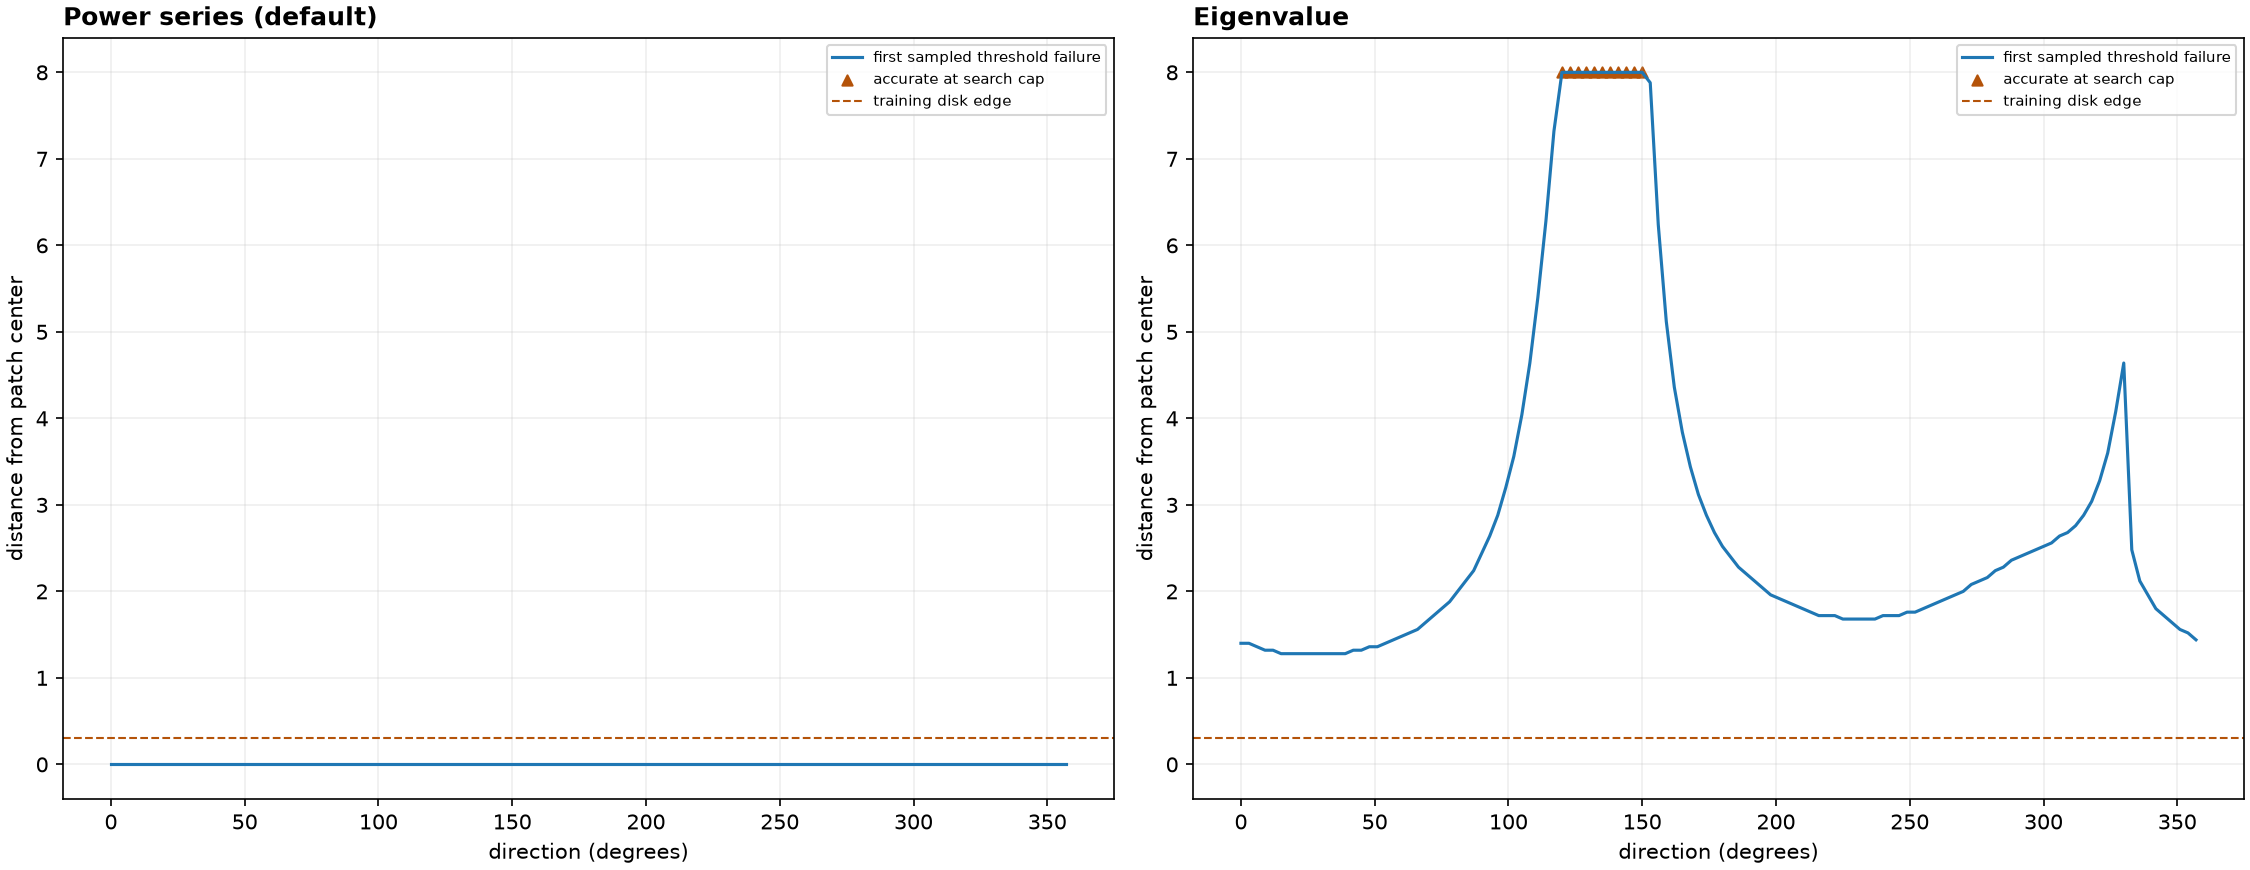 Power series (default)
first sampled threshold failure
accurate at search cap
training disk edge
distance from patch center
8
7
6
5
4
3
2
1
0
0 50 100 150 200 250 300 350
direction (degrees)
Eigenvalue
first sampled threshold failure
accurate at search cap
training disk edge
distance from patch center
8
7
6
5
4
3
2
1
0
0 50 100 150 200 250 300 350
direction (degrees)